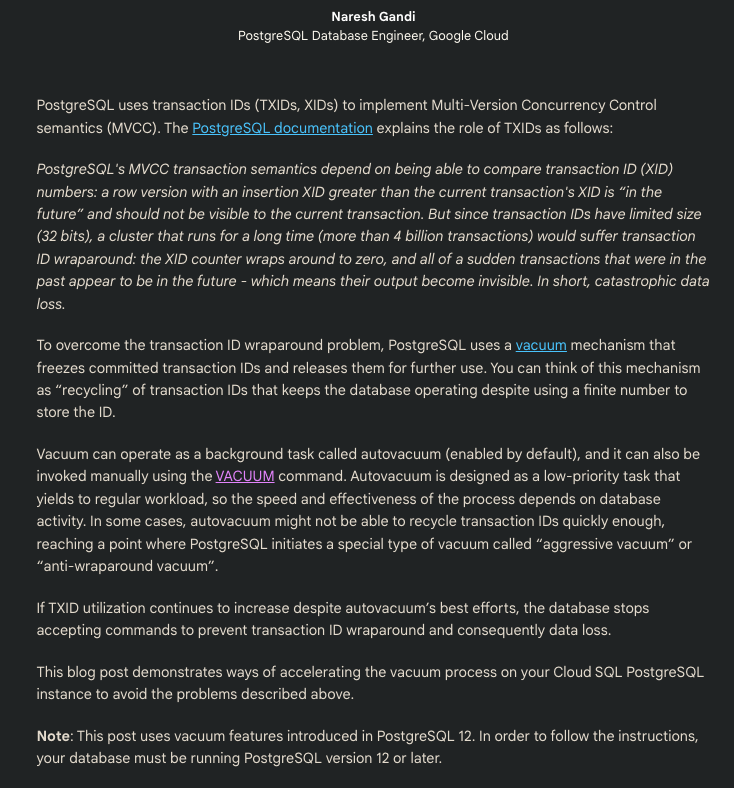 Naresh Gandi
PostgreSQL Database Engineer, Google Cloud
PostgreSQL uses transaction IDs (TXIDs, XIDs) to implement Multi-Version Concurrency Control
semantics (MVCC). The PostgreSQL documentation explains the role of TXIDs as follows:
PostgreSQL's MVCC transaction semantics depend on being able to compare transaction ID (XID)
numbers: a row version with an insertion XID greater than the current transaction's XID is “in the
future” and should not be visible to the current transaction. But since transaction IDs have limited size
(32 bits), a cluster that runs for a long time (more than 4 billion transactions) would suffer transaction
ID wraparound: the XID counter wraps around to zero, and all of a sudden transactions that were in the
past appear to be in the future - which means their output become invisible. In short, catastrophic data
loss.
To overcome the transaction ID wraparound problem, PostgreSQL uses a vacuum mechanism that
freezes committed transaction IDs and releases them for further use. You can think of this mechanism
as “recycling” of transaction IDs that keeps the database operating despite using a finite number to
store the ID.
Vacuum can operate as a background task called autovacuum (enabled by default), and it can also be
invoked manually using the VACUUM command. Autovacuum is designed as a low-priority task that
yields to regular workload, so the speed and effectiveness of the process depends on database
activity. In some cases, autovacuum might not be able to recycle transaction IDs quickly enough,
reaching a point where PostgreSQL initiates a special type of vacuum called “aggressive vacuum” or
“anti-wraparound vacuum”.
If TXID utilization continues to increase despite autovacuum’s best efforts, the database stops
accepting commands to prevent transaction ID wraparound and consequently data loss.
This blog post demonstrates ways of accelerating the vacuum process on your Cloud SQL PostgreSQL
instance to avoid the problems described above.
Note: This post uses vacuum features introduced in PostgreSQL 12. In order to follow the instructions,
your database must be running PostgreSQL version 12 or later.